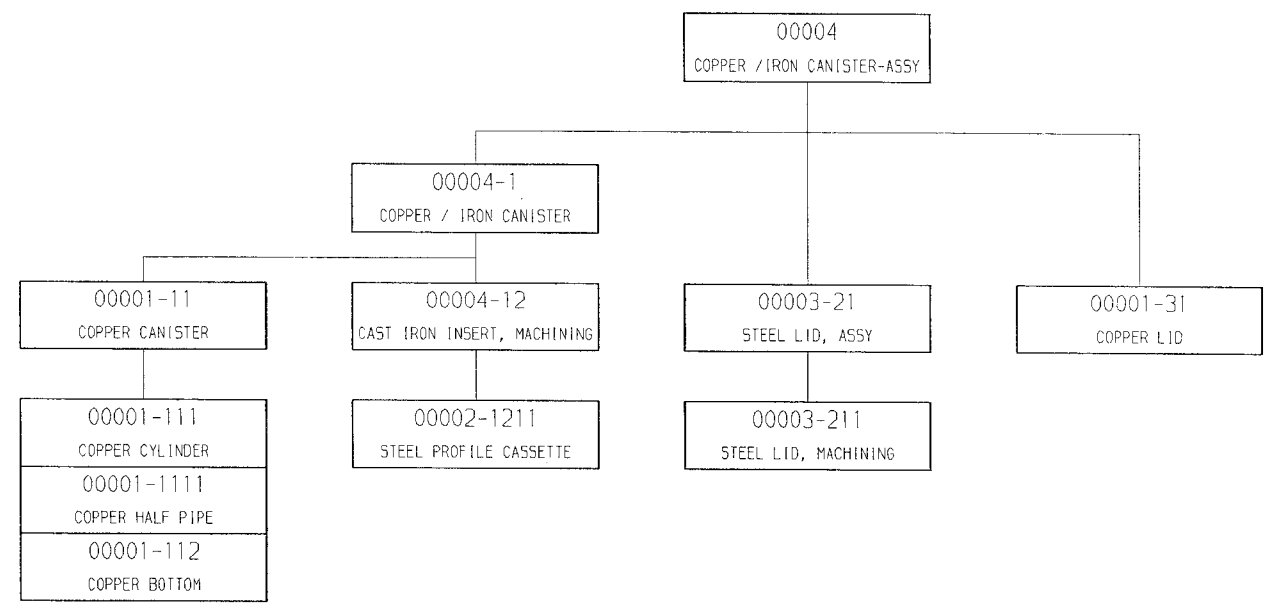 00004
COPPER /IRON CANISTER-ASSY
00004-1
COPPER / IRON CANISTER
00001-11
COPPER CANISTER
00004-12
CAST IRON INSERT, MACHINING
00003-21
STEEL LID, ASSY
00001-31
COPPER LID
00001-111
COPPER CYLINDER
00001-1111
COPPER HALF PIPE
00001-112
COPPER BOTTOM
00002-1211
STEEL PROFILE CASSETTE
00003-211
STEEL LID, MACHINING